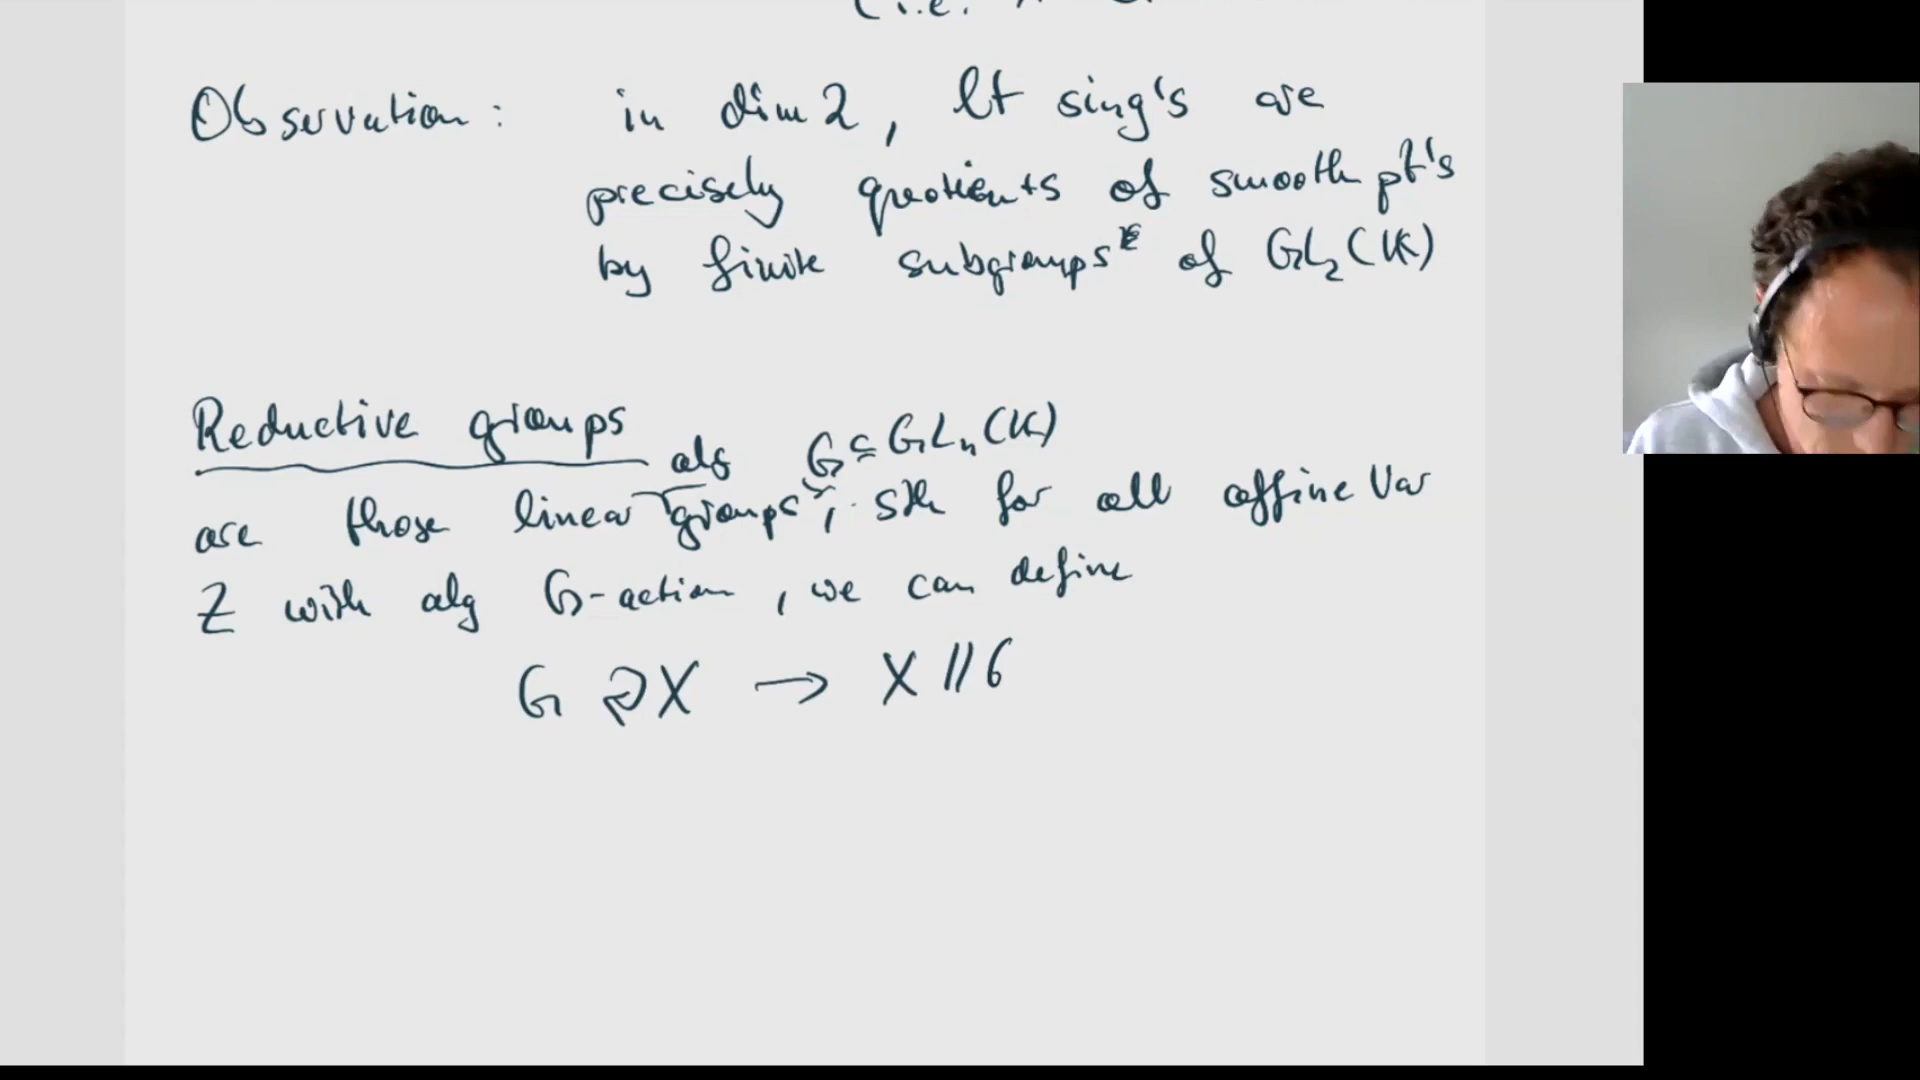 (i.e.
Observation: in dim 2, lt sing's are
precisely quotients of smooth pt's
by finite subgroups of GL₂(K)
Reductive groups
alg G ⊆ GLₙ(K)
are those linear groups, sth for all affine Var
Z with alg G-action, we can define
G ⊋ X → X // G